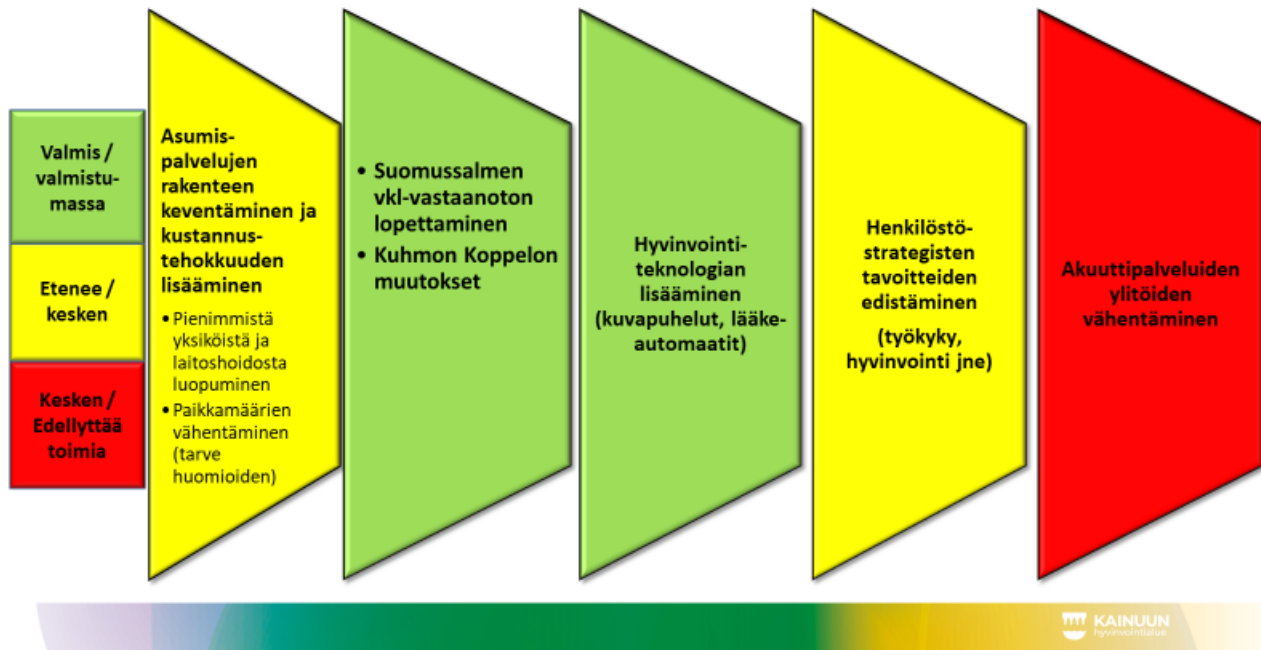 Valmis /
valmistu-
massa
Etenee /
kesken
Kesken /
Edellyttää
toimia
Asumis-
palvelujen
rakenteen
keventäminen ja
kustannus-
tehokkuuden
lisääminen
• Pienimmistä
yksiköistä ja
laitoshoidosta
luopuminen
• Paikkamäärien
vähentäminen
(tarve
huomioiden)
• Suomussalmen
vkl-vastaanoton
lopettaminen
• Kuhmon Koppelon
muutokset
Hyvinvointi-
teknologian
lisääminen
(kuvapuhelut, lääke-
automaatit)
Henkilöstö-
strategisten
tavoitteiden
edistäminen
(työkyky,
hyvinvointi jne)
Akuuttipalveluiden
ylitöiden
vähentäminen
KAINUUN
hyvinvointialue